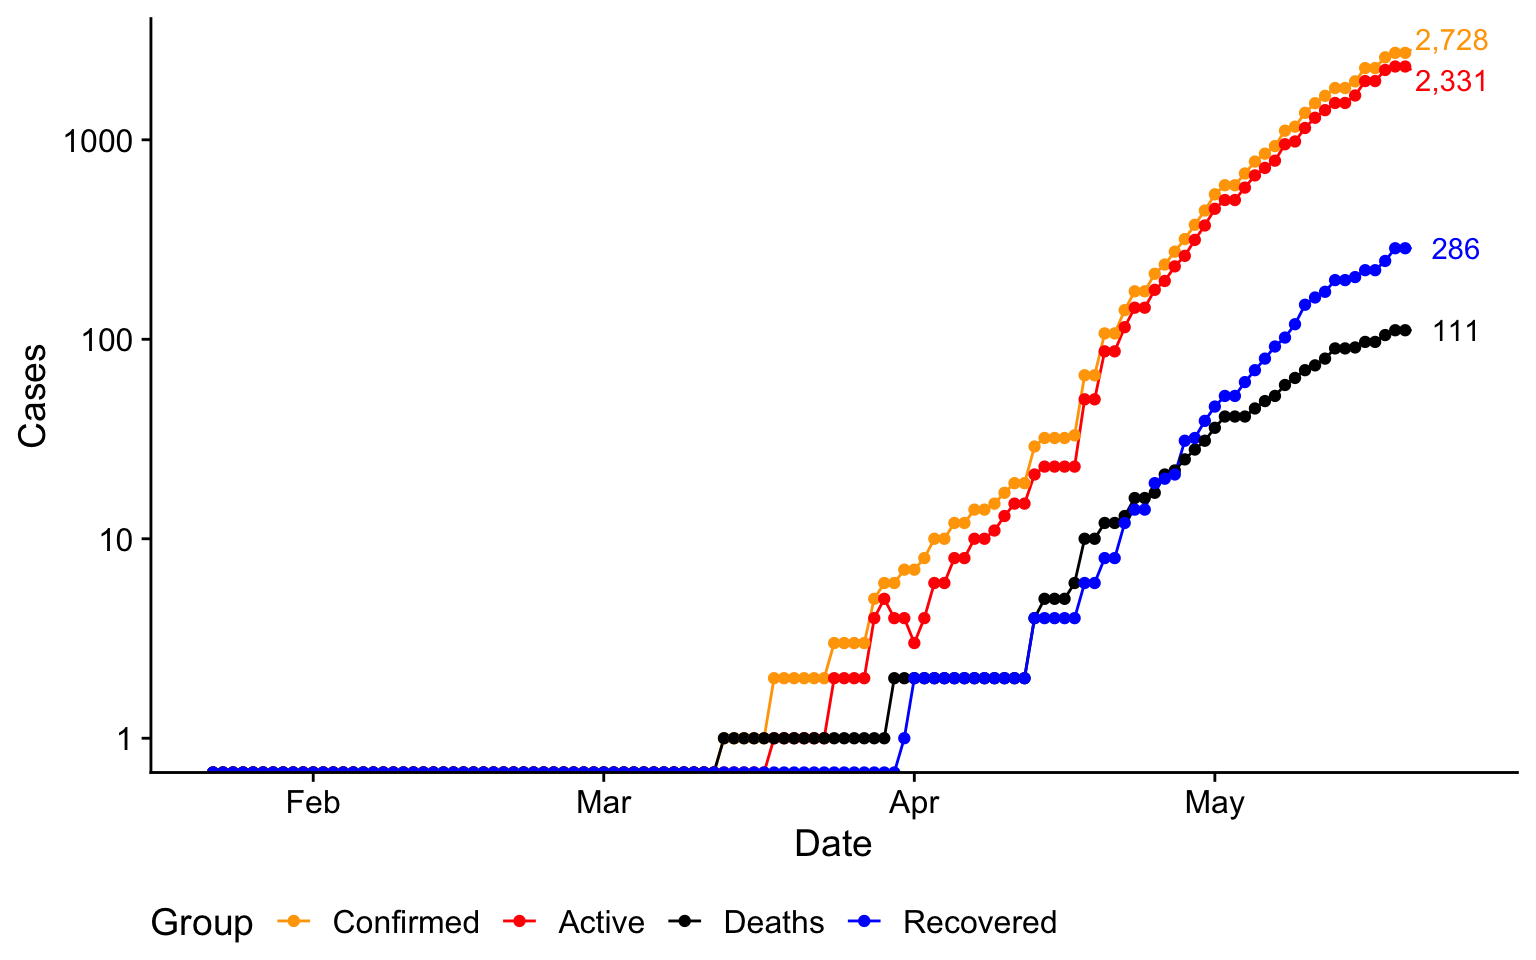 2,728
2,331
1000
286
111
100
Cases
10
1
Feb Mar Apr May
Date
Group Confirmed Active Deaths Recovered